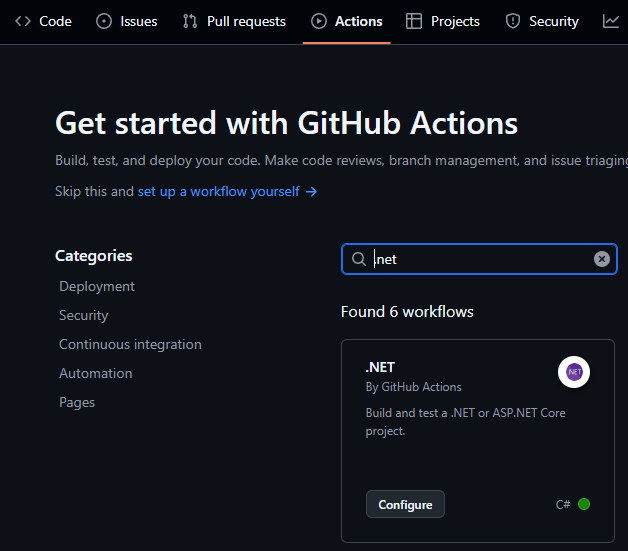 Code Issues Pull requests Actions Projects Security
Get started with GitHub Actions
Build, test, and deploy your code. Make code reviews, branch management, and issue triaging
Skip this and set up a workflow yourself →
Categories
Deployment
Security
Continuous integration
Automation
Pages
.net
Found 6 workflows
.NET
.NET
By GitHub Actions
Build and test a .NET or ASP.NET Core
project.
Configure
C#